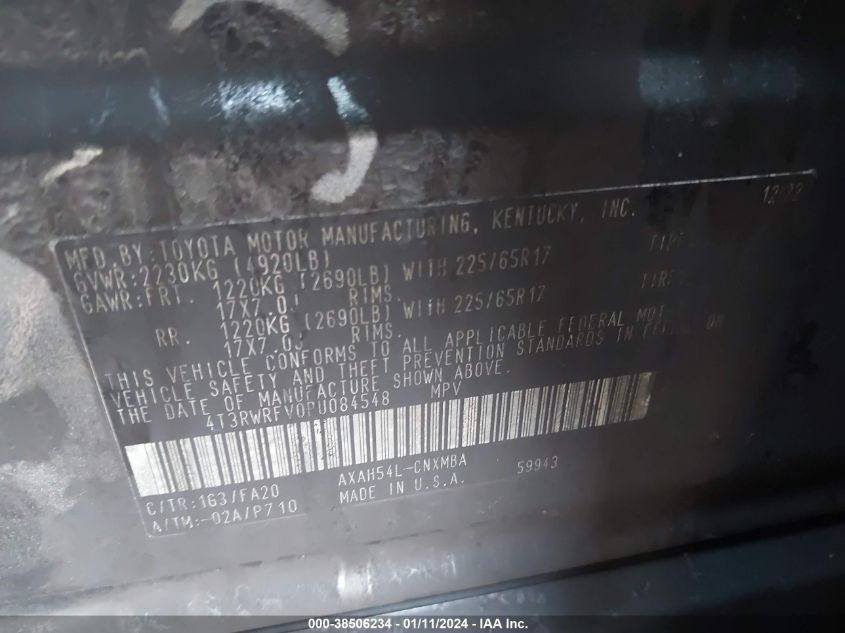 MFD. BY: TOYOTA MOTOR MANUFACTURING, KENTUCKY, INC. 12/22
GVWR: 2230KG (4920LB)
GAWR: FRT. 1220KG (2690LB) WITH 225/65R17
17X7.0J RIMS.
RR. 1220KG (2690LB) WITH 225/65R17
17X7.0J RIMS.
THIS VEHICLE CONFORMS TO ALL APPLICABLE FEDERAL
VEHICLE SAFETY AND THEFT PREVENTION STANDARDS IN ON
THE DATE OF MANUFACTURE SHOWN ABOVE.
4T3RWRFV0PU084548 MPV
C/TR:163/FA20 AXAH54L-CNXMBA 59943
A/TM:-02A/P710 MADE IN U.S.A.
000-38506234 - 01/11/2024 - IAA Inc.